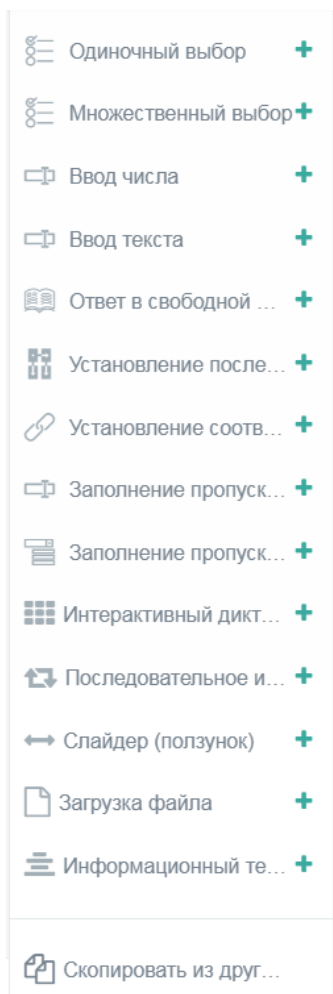 Одиночный выбор
Множественный выбор
Ввод числа
Ввод текста
Ответ в свободной ...
Установление после...
Установление соотв...
Заполнение пропуск...
Заполнение пропуск...
Интерактивный дикт...
Последовательное и...
Слайдер (ползунок)
Загрузка файла
Информационный те...
Скопировать из друг...